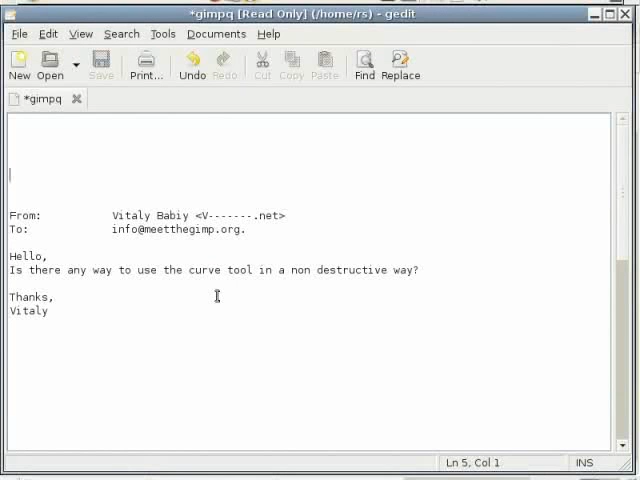 *gimpq [Read Only] (/home/rs) - gedit
File Edit View Search Tools Documents Help
New Open Save Print... Undo Redo Cut Copy Paste Find Replace
*gimpq
From: Vitaly Babiy <V-------.net>
To: info@meetthegimp.org.
Hello,
Is there any way to use the curve tool in a non destructive way?
Thanks,
Vitaly
Ln 5, Col 1 INS